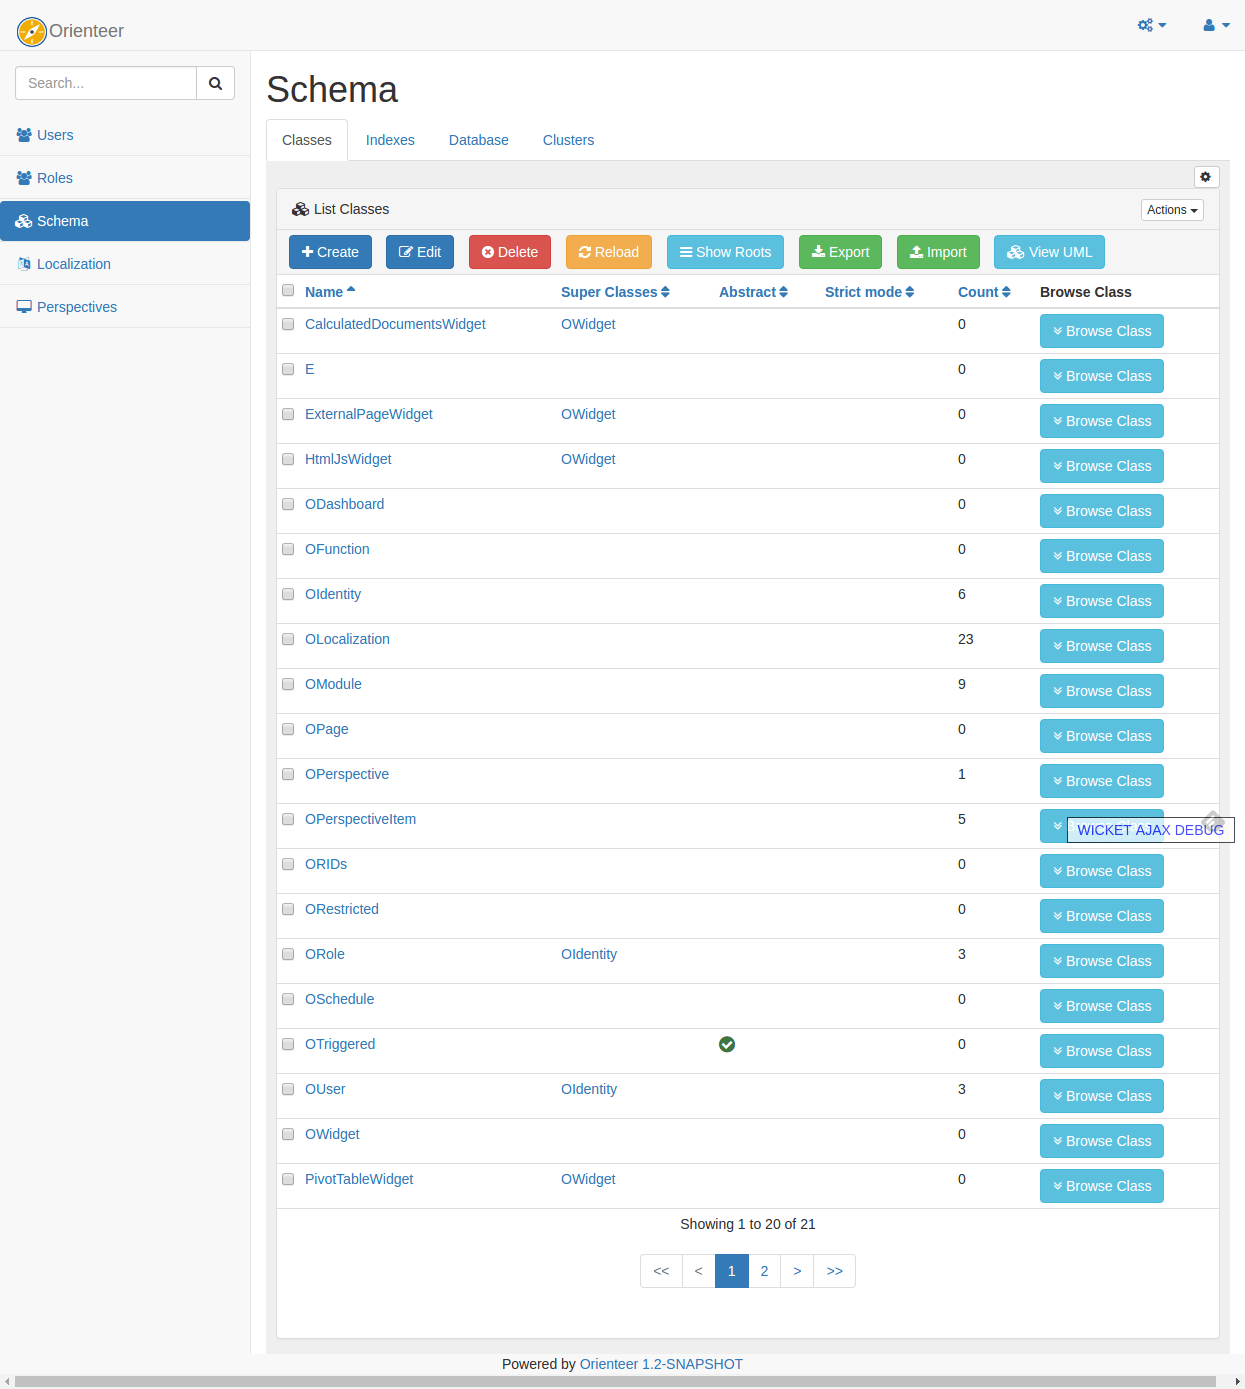 Orienteer
Search...
Users
Roles
Schema
Localization
Perspectives
Schema
Classes Indexes Database Clusters
List Classes Actions
Create Edit Delete Reload Show Roots Export Import View UML
Name Super Classes Abstract Strict mode Count Browse Class
CalculatedDocumentsWidget OWidget 0 Browse Class
E 0 Browse Class
ExternalPageWidget OWidget 0 Browse Class
HtmlJsWidget OWidget 0 Browse Class
ODashboard 0 Browse Class
OFunction 0 Browse Class
OIdentity 6 Browse Class
OLocalization 23 Browse Class
OModule 9 Browse Class
OPage 0 Browse Class
OPerspective 1 Browse Class
OPerspectiveItem 5
WICKET AJAX DEBUG
ORIDs 0 Browse Class
ORestricted 0 Browse Class
ORole OIdentity 3 Browse Class
OSchedule 0 Browse Class
OTriggered 0 Browse Class
OUser OIdentity 3 Browse Class
OWidget 0 Browse Class
PivotTableWidget OWidget 0 Browse Class
Showing 1 to 20 of 21
<< < 1 2 > >>
Powered by Orienteer 1.2-SNAPSHOT